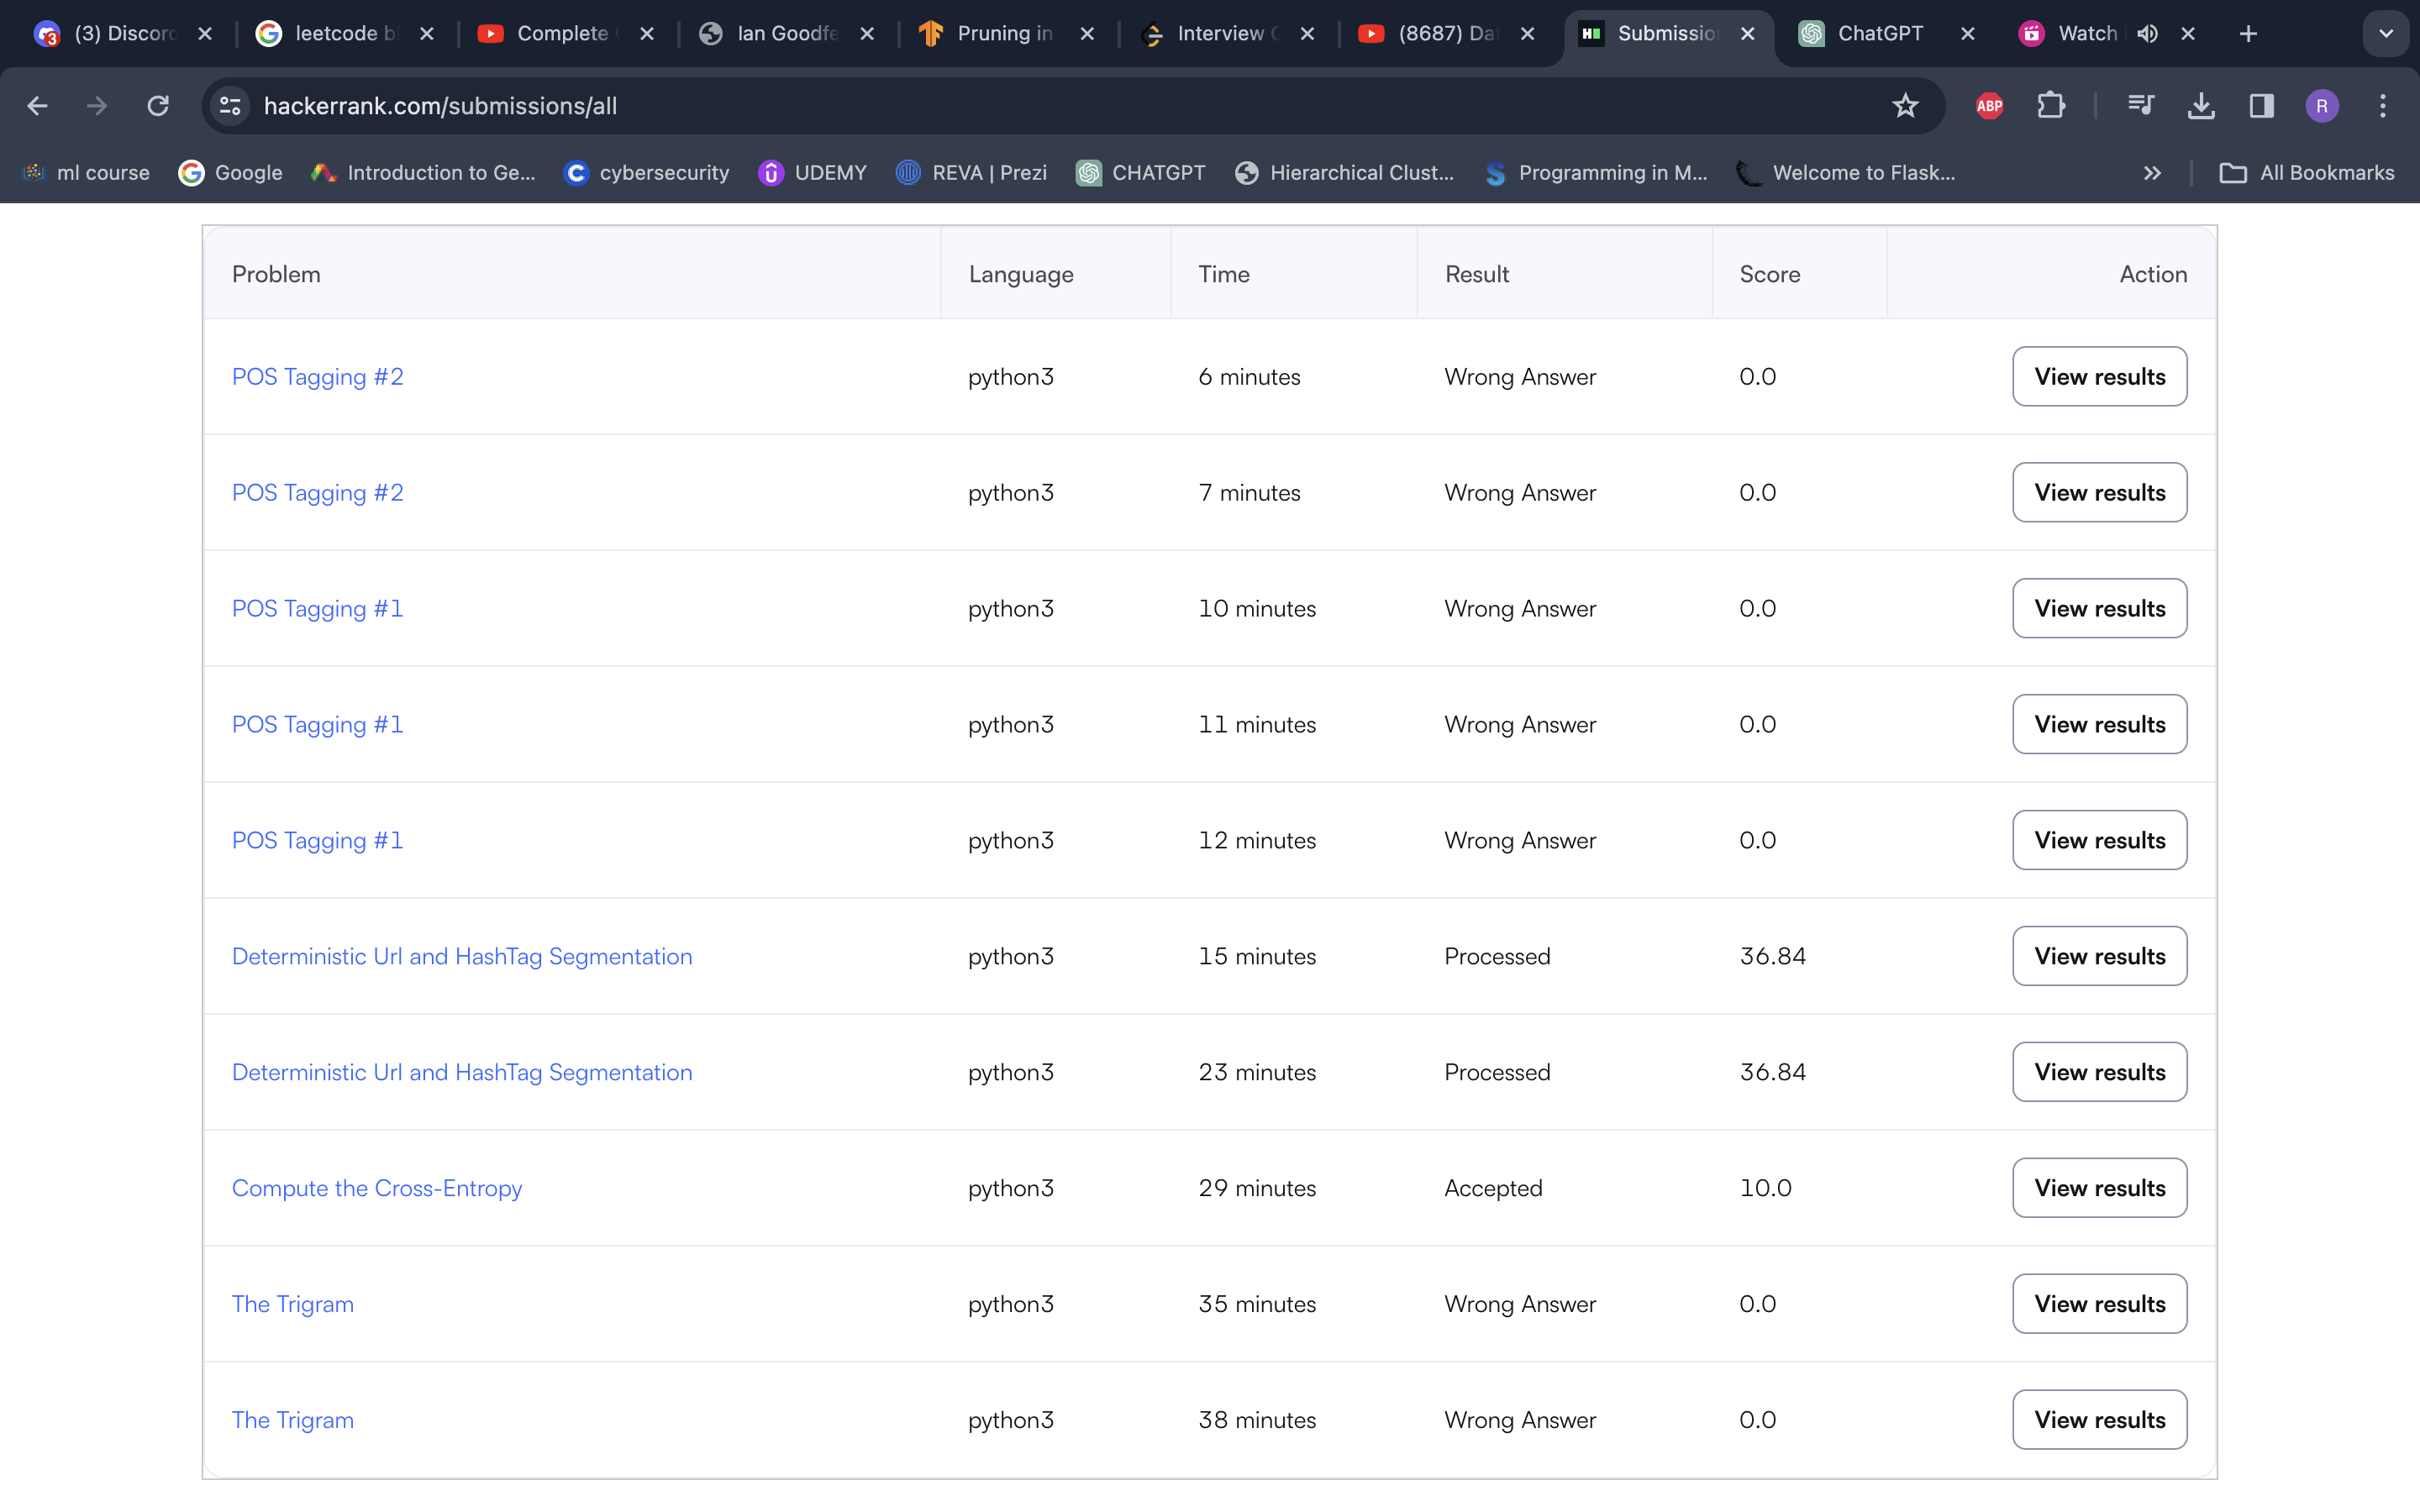 (3) Discord leetcode b Complete Ian Goodfe Pruning in Interview (8687) Da Submission ChatGPT Watch
hackerrank.com/submissions/all ABP R
ml course Google Introduction to Ge... cybersecurity UDEMY REVA | Prezi CHATGPT Hierarchical Clust... Programming in M... Welcome to Flask... All Bookmarks
Problem Language Time Result Score Action
POS Tagging #2 python3 6 minutes Wrong Answer 0.0 View results
POS Tagging #2 python3 7 minutes Wrong Answer 0.0 View results
POS Tagging #1 python3 10 minutes Wrong Answer 0.0 View results
POS Tagging #1 python3 11 minutes Wrong Answer 0.0 View results
POS Tagging #1 python3 12 minutes Wrong Answer 0.0 View results
Deterministic Url and HashTag Segmentation python3 15 minutes Processed 36.84 View results
Deterministic Url and HashTag Segmentation python3 23 minutes Processed 36.84 View results
Compute the Cross-Entropy python3 29 minutes Accepted 10.0 View results
The Trigram python3 35 minutes Wrong Answer 0.0 View results
The Trigram python3 38 minutes Wrong Answer 0.0 View results